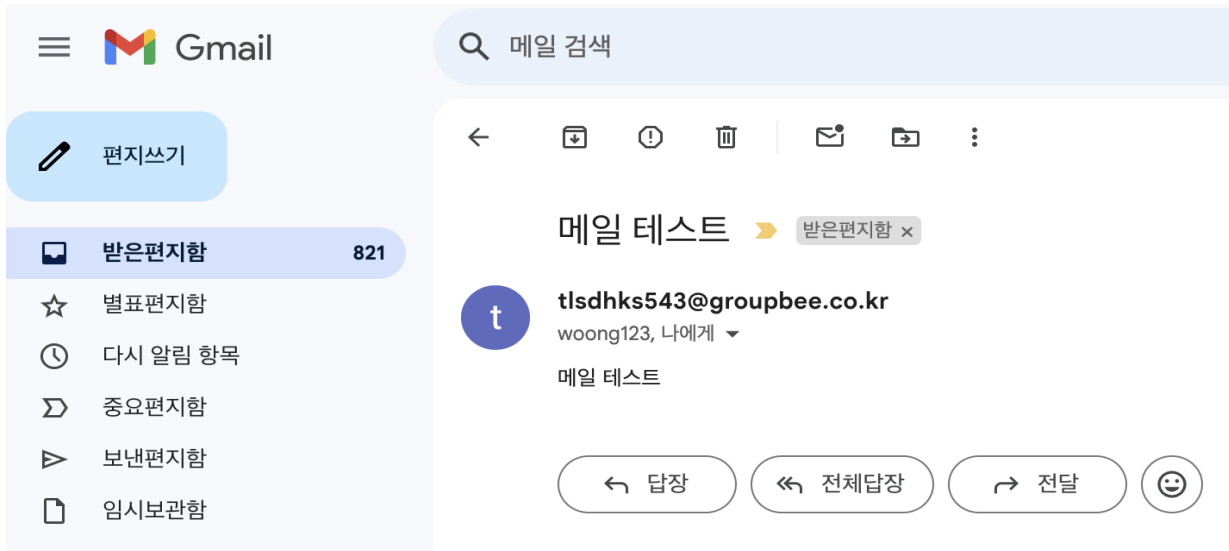 Gmail
메일 검색
편지쓰기
받은편지함 821
별표편지함
다시 알림 항목
중요편지함
보낸편지함
임시보관함
메일 테스트 받은편지함 ×
t
tlsdhks543@groupbee.co.kr
woong123, 나에게
메일 테스트
답장 전체답장 전달